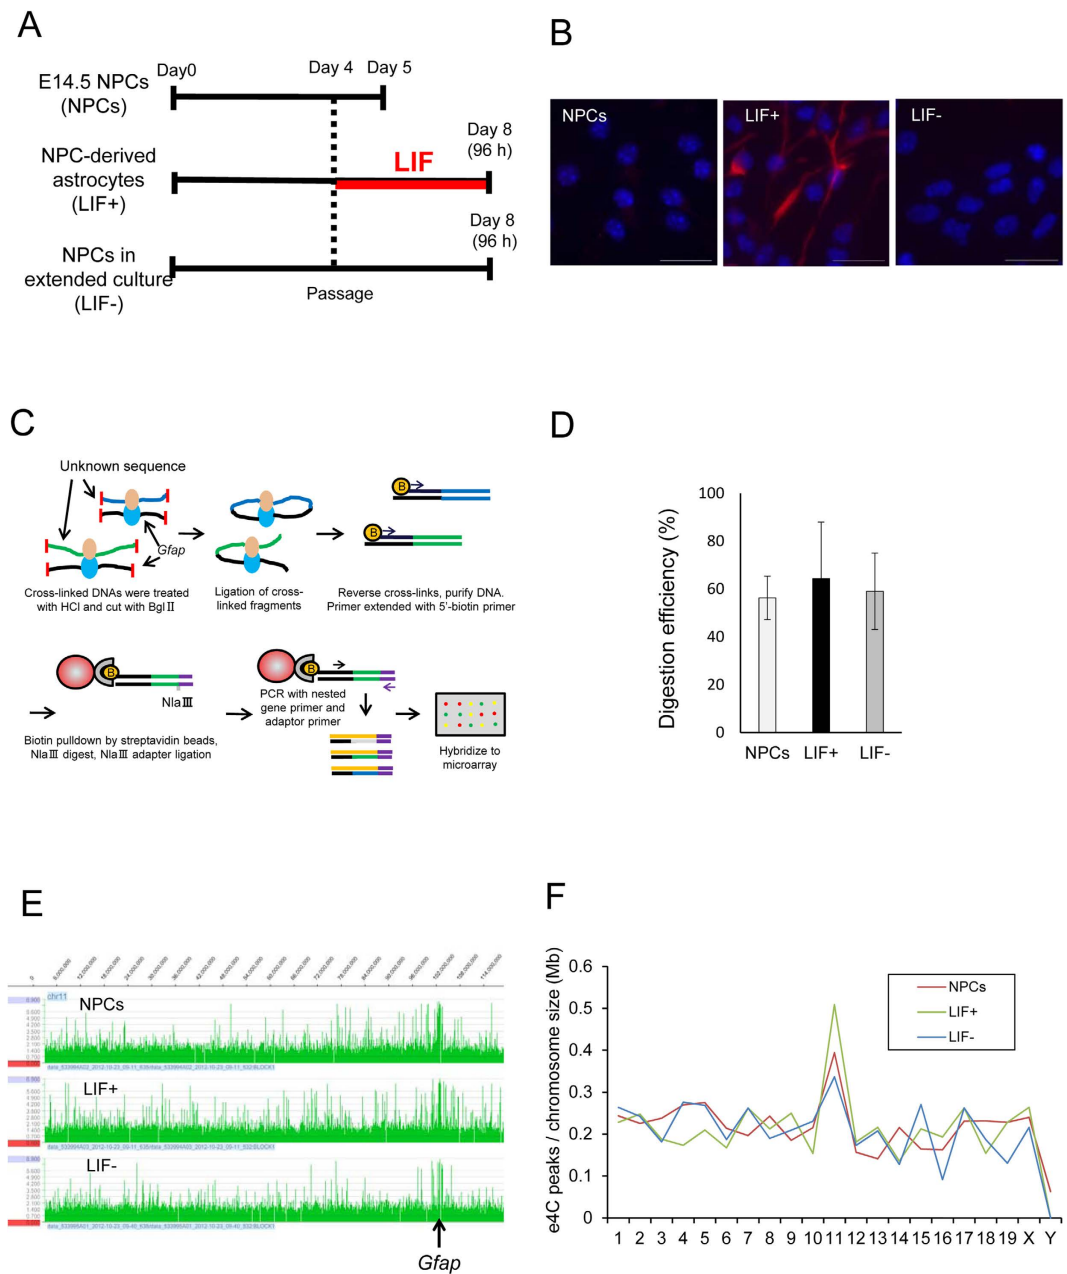 A
Day0
Day 4
Day 5
E14.5 NPCs
(NPCs)
Day 8
(96 h)
NPC-derived
astrocytes
(LIF+)
LIF
Day 8
(96 h)
NPCs in
extended culture
(LIF-)
Passage
B
NPCs
LIF+
LIF-
C
Unknown sequence
Gfap
B
B
Cross-linked DNAs were treated
with HCl and cut with BglⅡ
Ligation of cross-
linked fragments
Reverse cross-links, purify DNA.
Primer extended with 5'-biotin primer
B
NlaⅢ
Biotin pulldown by streptavidin beads,
NlaⅢ digest, NlaⅢ adapter ligation
B
PCR with nested
gene primer and
adaptor primer
Hybridize to
microarray
D
Digestion efficiency (%)
100
80
60
40
20
0
NPCs
LIF+
LIF-
E
chr11
NPCs
LIF+
LIF-
Gfap
F
e4C peaks / chromosome size (Mb)
0.6
0.5
0.4
0.3
0.2
0.1
0
NPCs
LIF+
LIF-
1 2 3 4 5 6 7 8 9 10 11 12 13 14 15 16 17 18 19 X Y